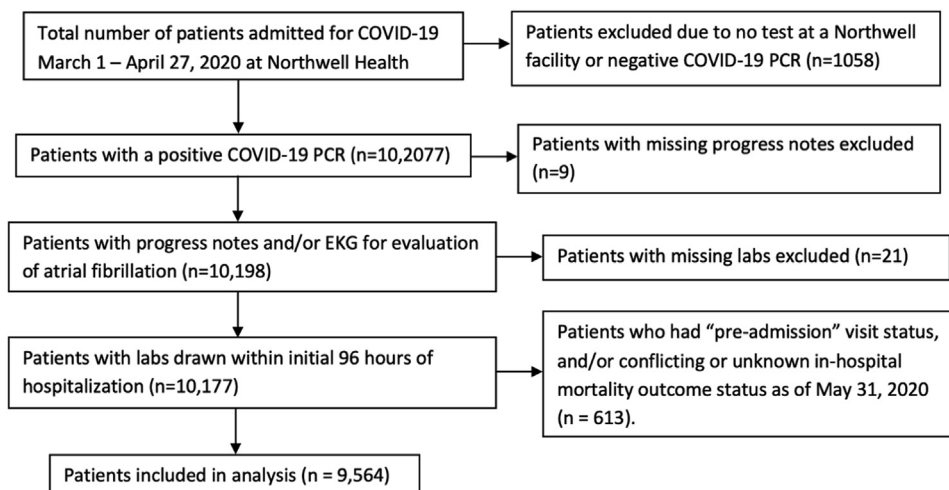 Total number of patients admitted for COVID-19
March 1 – April 27, 2020 at Northwell Health
Patients excluded due to no test at a Northwell
facility or negative COVID-19 PCR (n=1058)
Patients with a positive COVID-19 PCR (n=10,2077)
Patients with missing progress notes excluded
(n=9)
Patients with progress notes and/or EKG for evaluation
of atrial fibrillation (n=10,198)
Patients with missing labs excluded (n=21)
Patients with labs drawn within initial 96 hours of
hospitalization (n=10,177)
Patients who had “pre-admission” visit status,
and/or conflicting or unknown in-hospital
mortality outcome status as of May 31, 2020
(n = 613).
Patients included in analysis (n = 9,564)